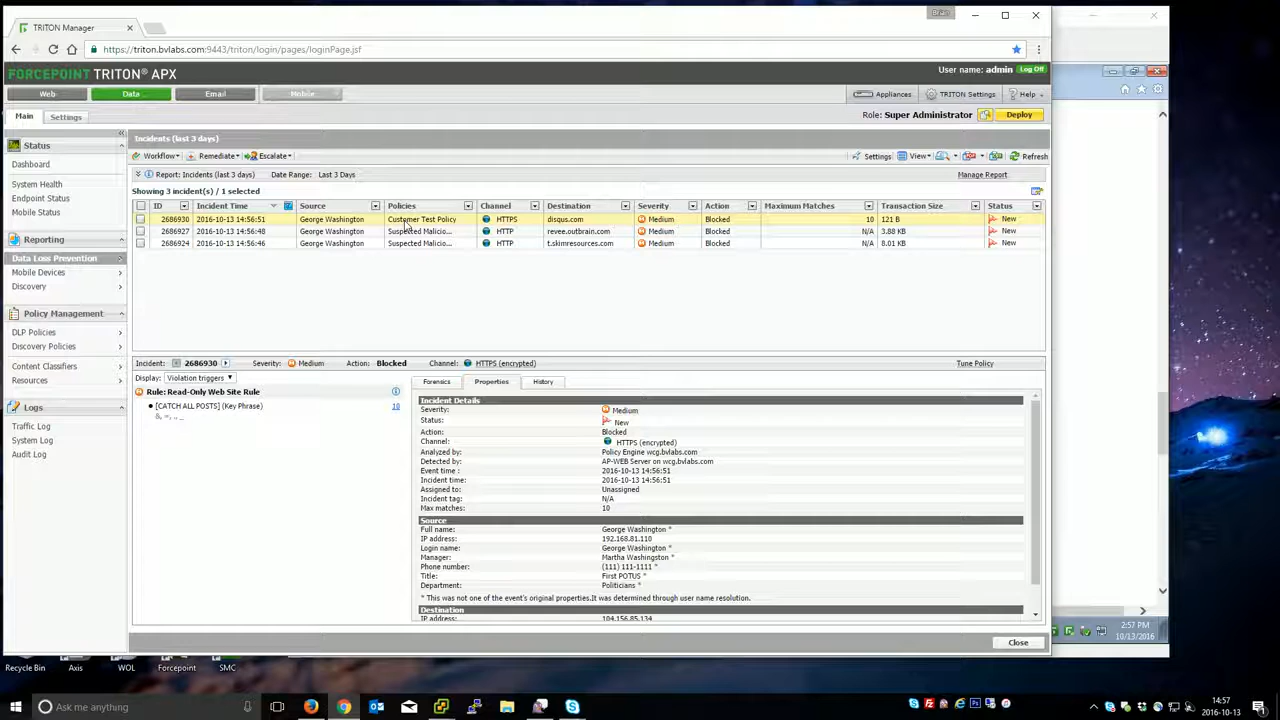 TRITON Manager
Brian
https://triton.bvlabs.com:9443/triton/login/pages/loginPage.jsf
FORCEPOINT TRITON® APX
User name: admin Log Off
Web Data Email Mobile Appliances TRITON Settings Help
Main Settings Role: Super Administrator Deploy
Status
Dashboard
System Health
Endpoint Status
Mobile Status
Reporting
Data Loss Prevention
Mobile Devices
Discovery
Policy Management
DLP Policies
Discovery Policies
Content Classifiers
Resources
Logs
Traffic Log
System Log
Audit Log
Incidents (last 3 days)
Workflow Remediate Escalate Settings View Refresh
Report: Incidents (last 3 days) Date Range: Last 3 Days Manage Report
Showing 3 incident(s) / 1 selected
ID Incident Time Source Policies Channel Destination Severity Action Maximum Matches Transaction Size Status
2686930 2016-10-13 14:56:51 George Washington Customer Test Policy HTTPS disqus.com Medium Blocked 10 121 B New
2686927 2016-10-13 14:56:48 George Washington Suspected Malicio... HTTP revee.outbrain.com Medium Blocked N/A 3.88 KB New
2686924 2016-10-13 14:56:46 George Washington Suspected Malicio... HTTP t.skimresources.com Medium Blocked N/A 8.01 KB New
Incident: 2686930 Severity: Medium Action: Blocked Channel: HTTPS (encrypted) Tune Policy
Display: Violation triggers
Rule: Read-Only Web Site Rule
[CATCH ALL POSTS] (Key Phrase) 10
Forensics Properties History
Incident Details
Severity: Medium
Status: New
Action: Blocked
Channel: HTTPS (encrypted)
Analyzed by: Policy Engine wcg.bvlabs.com
Detected by: AP-WEB Server on wcg.bvlabs.com
Event time : 2016-10-13 14:56:51
Incident time: 2016-10-13 14:56:51
Assigned to: Unassigned
Incident tag: N/A
Max matches: 10
Source
Full name: George Washington *
IP address: 192.168.81.110
Login name: George Washington *
Manager: Martha Washington *
Phone number: (111) 111-1111 *
Title: First POTUS *
Department: Politicians *
* This was not one of the event's original properties.It was determined through user name resolution.
Destination
IP address: 104.156.85.134
Close
2:57 PM
10/13/2016
Recycle Bin Axis WOL Forcepoint SMC
Ask me anything
14:57
2016-10-13